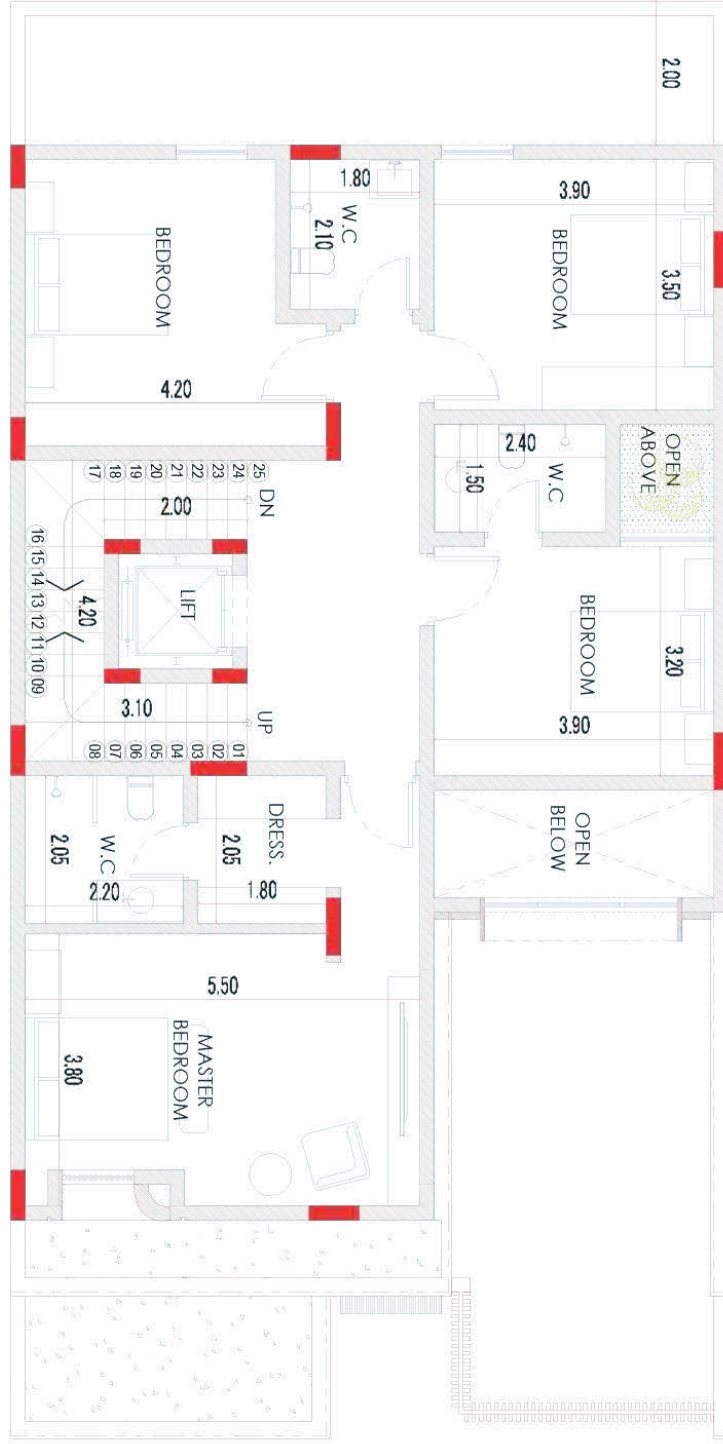 2.00
1.80
W.C
2.10
3.90
BEDROOM
3.50
BEDROOM
4.20
OPEN
ABOVE
2.40
W.C
1.50
25
24
23
22
21
20
19
18
17
DN
2.00
16
15
14
13
12
11
10
09
4.20
LIFT
BEDROOM
3.20
3.90
3.10
UP
01
02
03
04
05
06
07
08
DRESS.
2.05
1.80
W.C
2.05
2.20
OPEN
BELOW
5.50
MASTER
BEDROOM
3.80